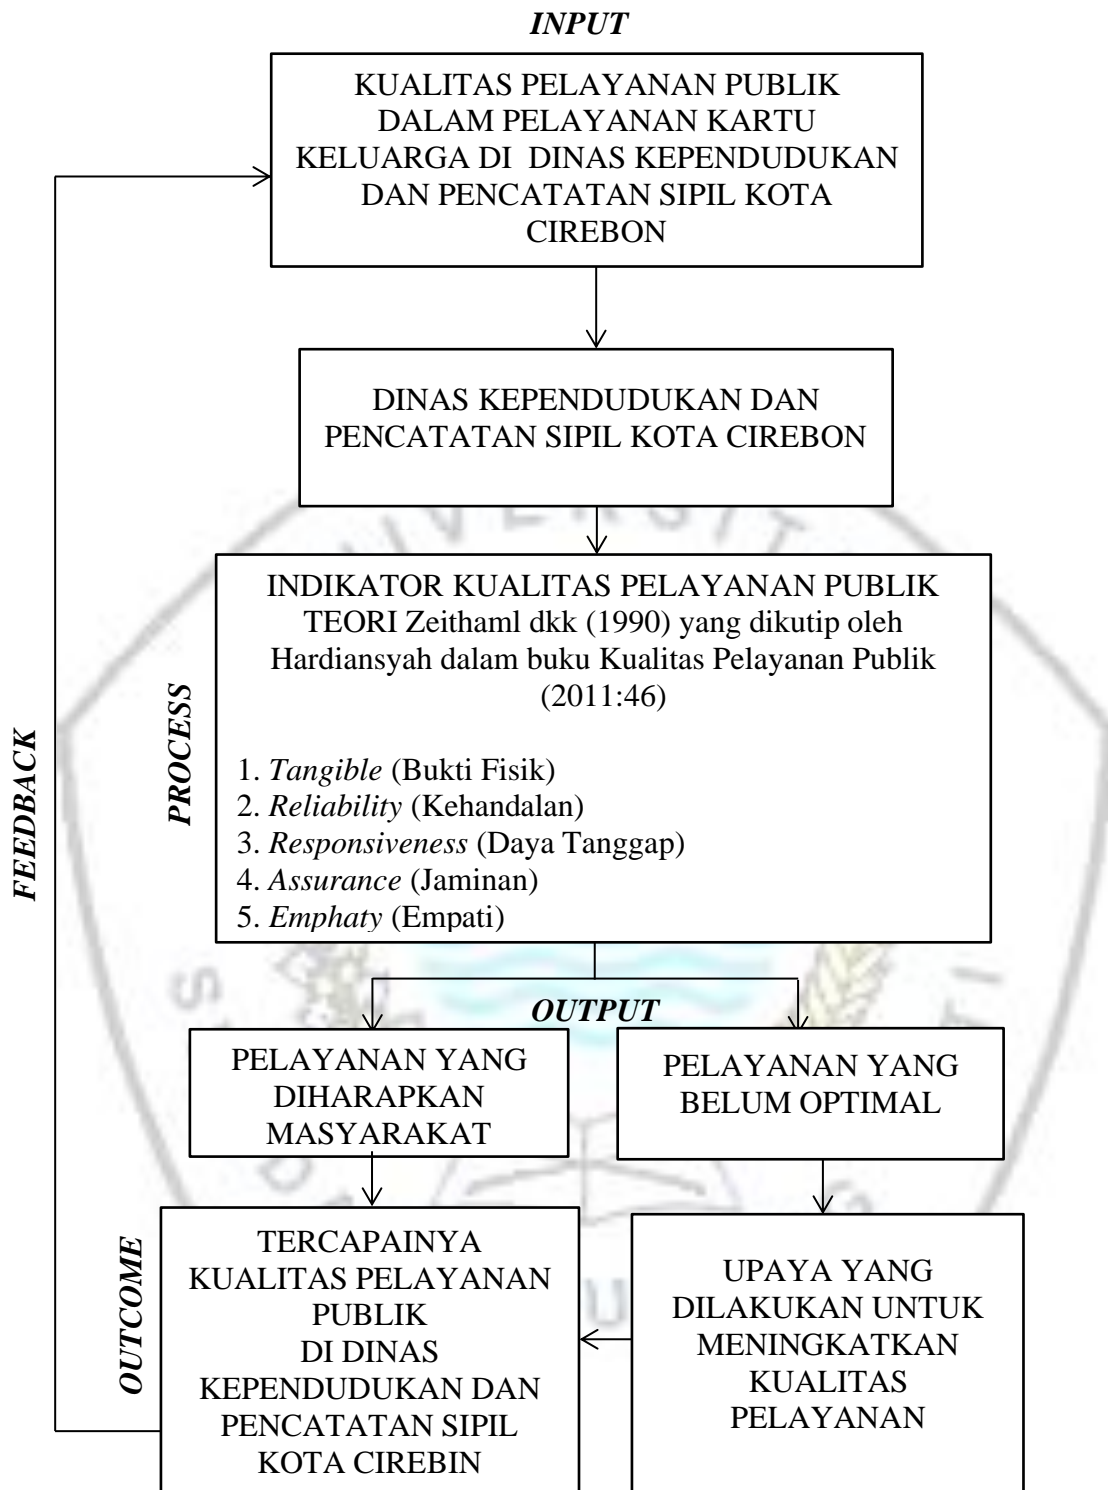 INPUT
KUALITAS PELAYANAN PUBLIK
DALAM PELAYANAN KARTU
KELUARGA DI DINAS KEPENDUDUKAN
DAN PENCATATAN SIPIL KOTA
CIREBON
DINAS KEPENDUDUKAN DAN
PENCATATAN SIPIL KOTA CIREBON
INDIKATOR KUALITAS PELAYANAN PUBLIK
TEORI Zeithaml dkk (1990) yang dikutip oleh
Hardiansyah dalam buku Kualitas Pelayanan Publik
(2011:46)
1. Tangible (Bukti Fisik)
2. Reliability (Kehandalan)
3. Responsiveness (Daya Tanggap)
4. Assurance (Jaminan)
5. Emphaty (Empati)
PROCESS
FEEDBACK
OUTPUT
PELAYANAN YANG
DIHARAPKAN
MASYARAKAT
PELAYANAN YANG
BELUM OPTIMAL
OUTCOME
TERCAPAINYA
KUALITAS PELAYANAN
PUBLIK
DI DINAS
KEPENDUDUKAN DAN
PENCATATAN SIPIL
KOTA CIREBIN
UPAYA YANG
DILAKUKAN UNTUK
MENINGKATKAN
KUALITAS
PELAYANAN